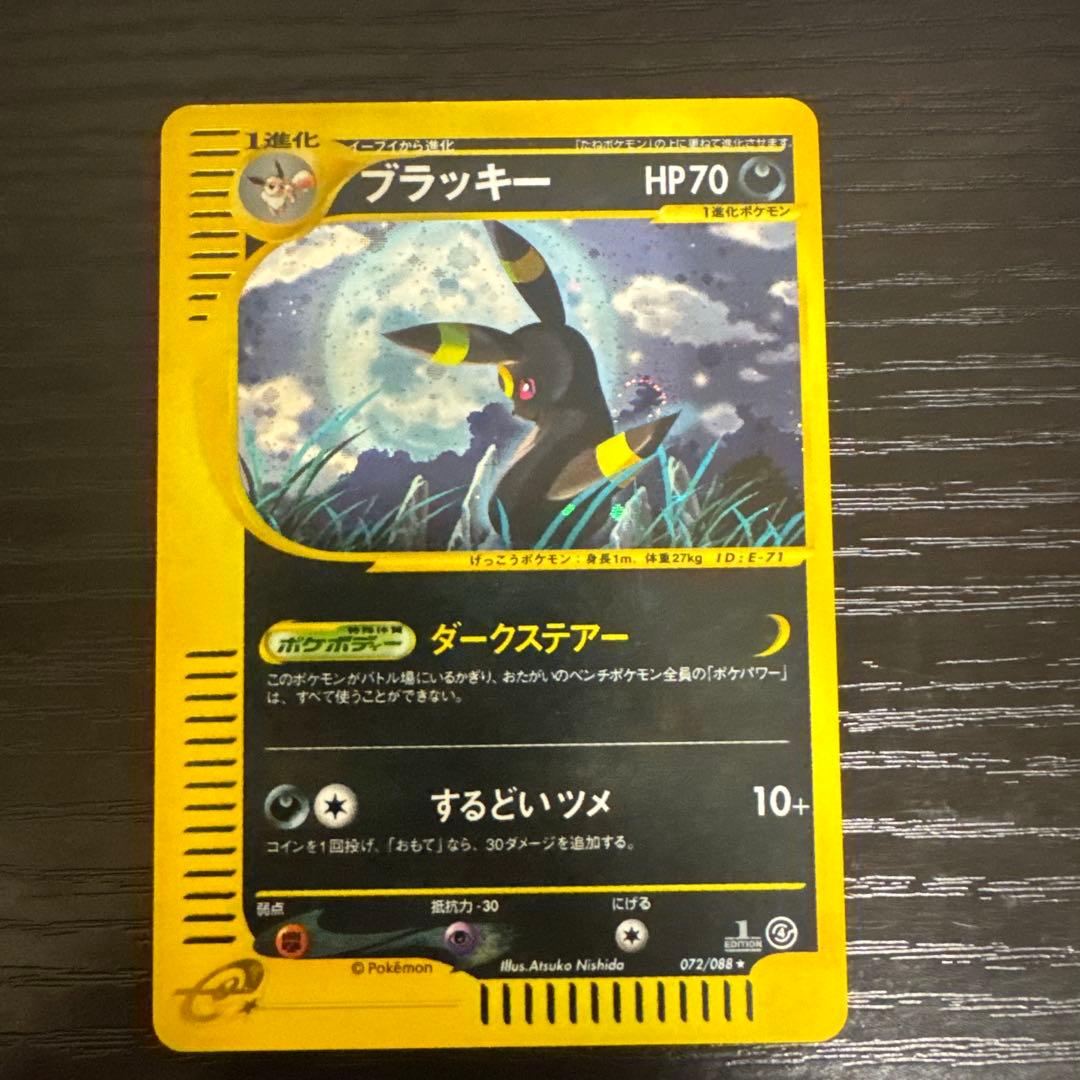 1進化
イーブイから進化
「たねポケモン」の上に重ねて進化させます。
ブラッキー HP70
1進化ポケモン
げっこうポケモン：身長1m、体重27kg ID:E-71
特殊体質
ポケボディー ダークステアー
このポケモンがバトル場にいるかぎり、おたがいのベンチポケモン全員の「ポケパワー」
は、すべて使うことができない。
するどいツメ 10+
コインを1回投げ、「おもて」なら、30ダメージを追加する。
弱点 抵抗力 -30 にげる
1 EDITION
©Pokémon Illus.Atsuko Nishida 072/088★